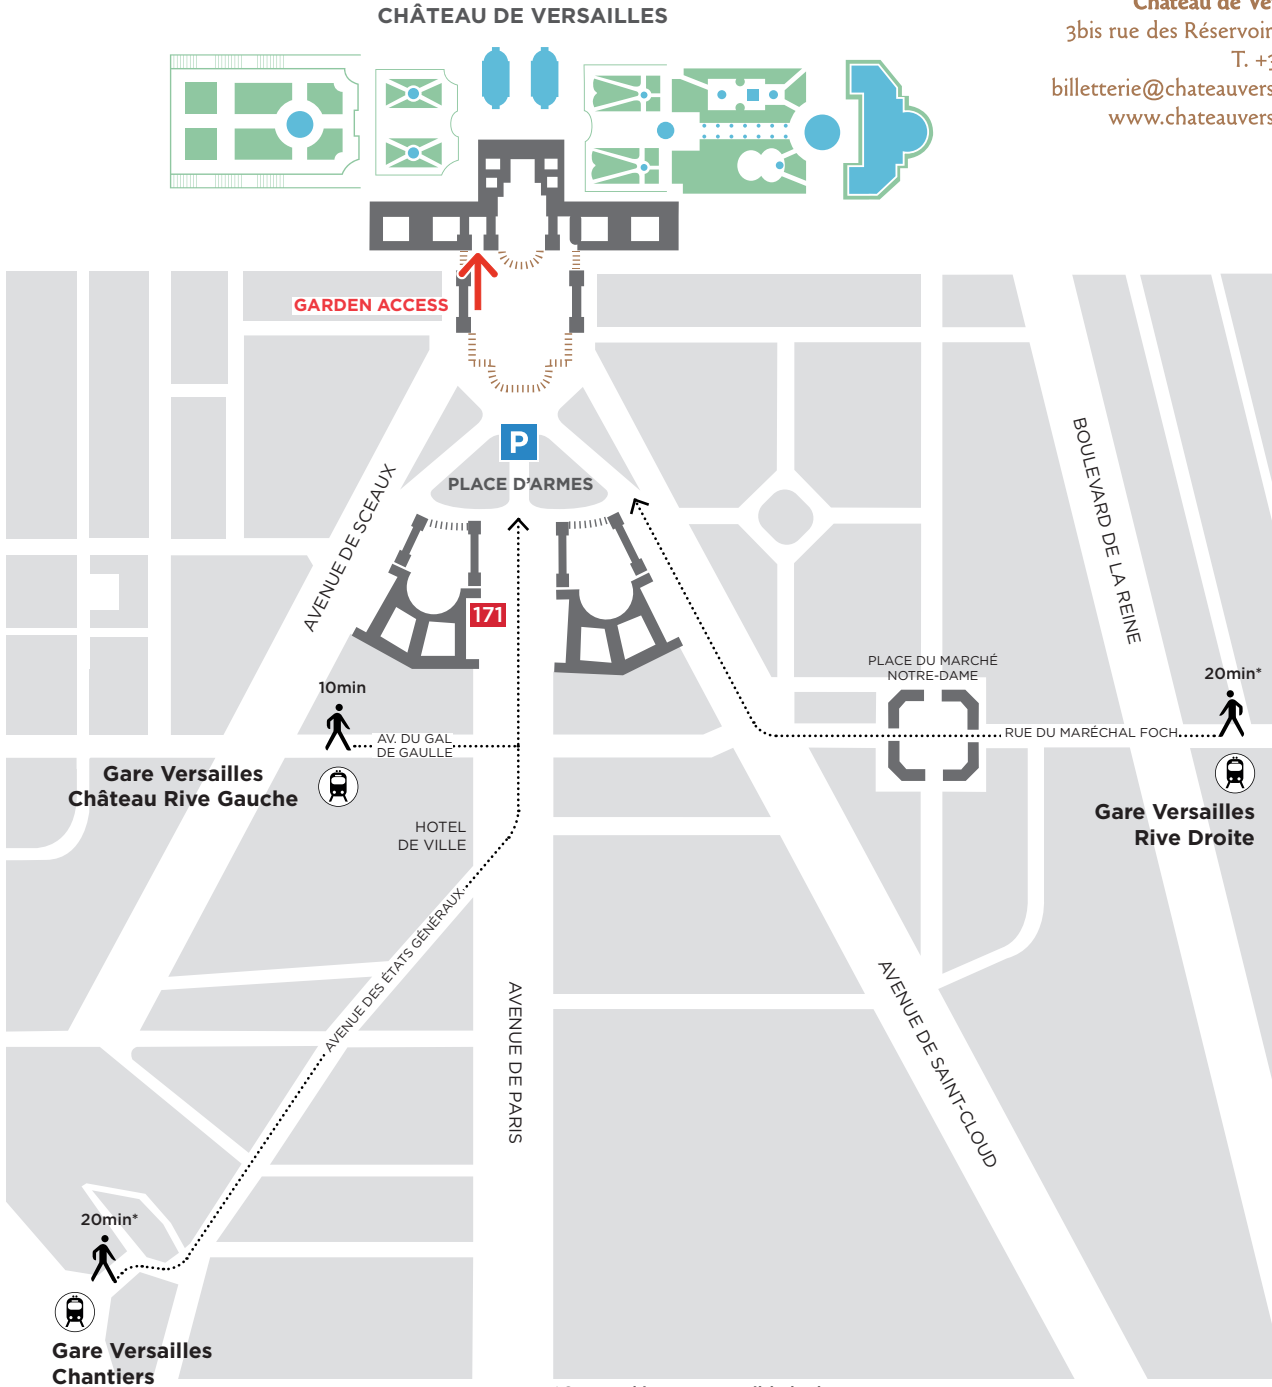 CHÂTEAU DE VERSAILLES
3bis rue des
billetterie@
GARDEN ACCESS
P
PLACE D'ARMES
AVENUE DE SCEAUX
BOULEVARD DE LA REINE
171
PLACE DU MARCHÉ
NOTRE-DAME
10min
20min*
AV. DU GAL
DE GAULLE
RUE DU MARÉCHAL FOCH
Gare Versailles
Château Rive Gauche
Gare Versailles
Rive Droite
HOTEL
DE VILLE
AVENUE DES ÉTATS GÉNÉRAUX
AVENUE DE PARIS
AVENUE DE SAINT-CLOUD
20min*
Gare Versailles
Chantiers